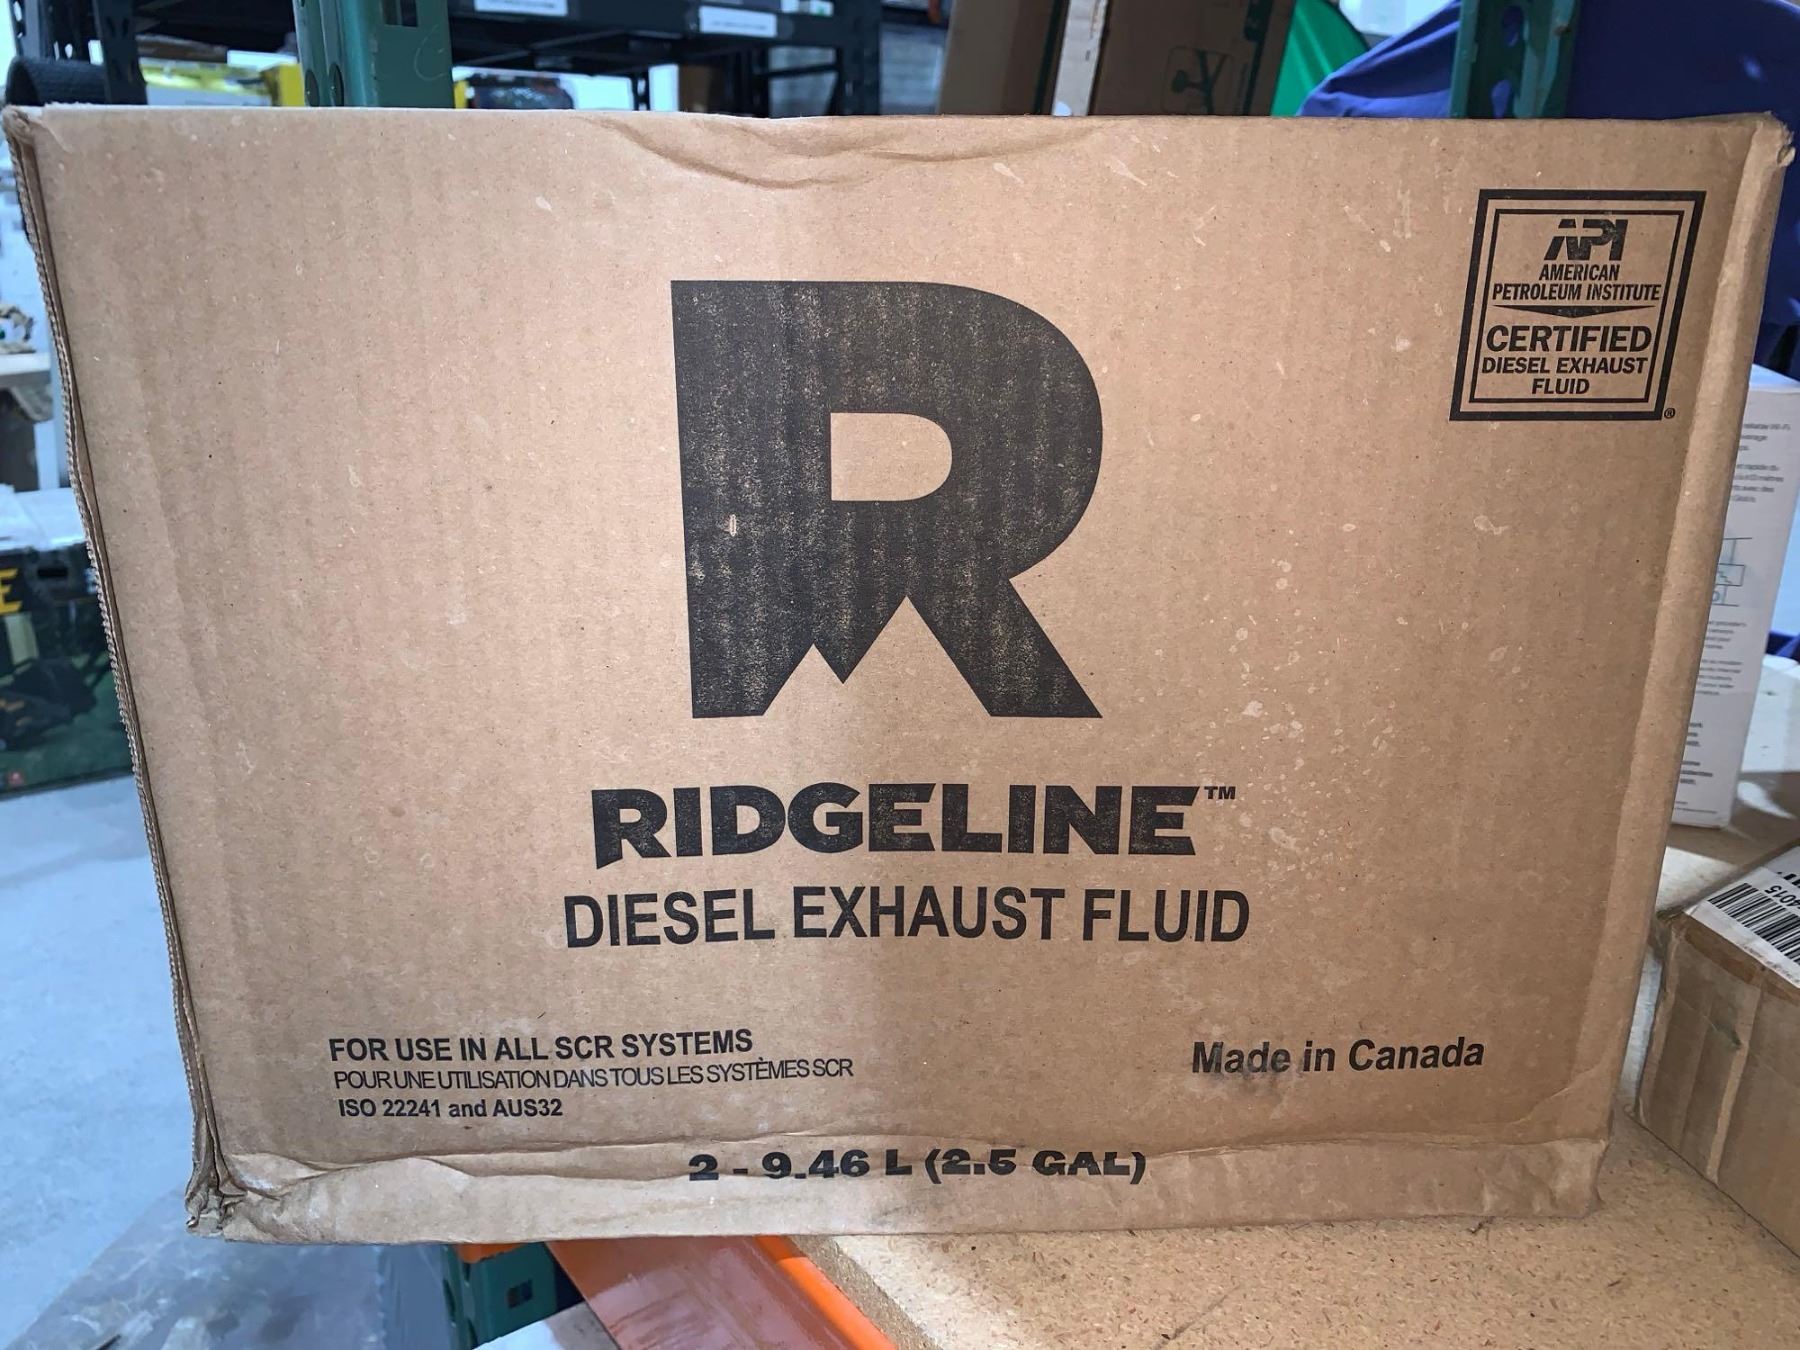 API
AMERICAN
PETROLEUM INSTITUTE
CERTIFIED
DIESEL EXHAUST
FLUID
®
R
RIDGELINE™
DIESEL EXHAUST FLUID
FOR USE IN ALL SCR SYSTEMS
POUR UNE UTILISATION DANS TOUS LES SYSTÈMES SCR
ISO 22241 and AUS32
Made in Canada
2 - 9.46 L (2.5 GAL)